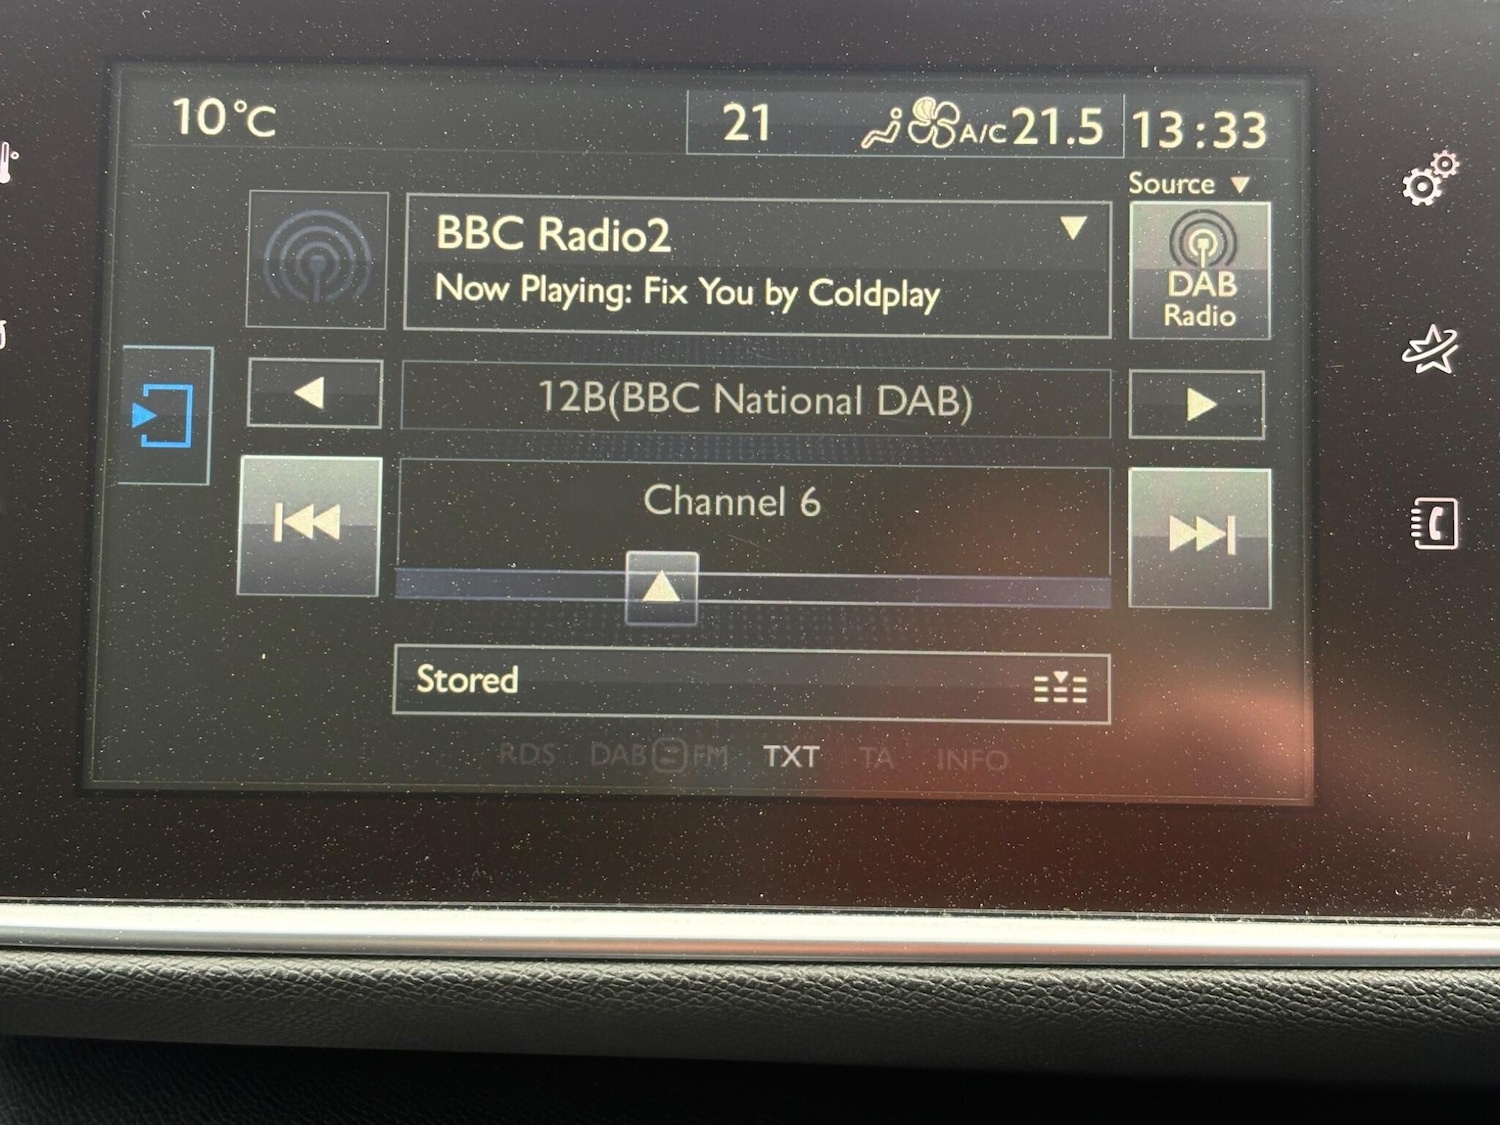 10°C
21
A/C 21.5
13:33
Source
BBC Radio2
Now Playing: Fix You by Coldplay
DAB
Radio
12B(BBC National DAB)
Channel 6
Stored
RDS DAB FM TXT TA INFO